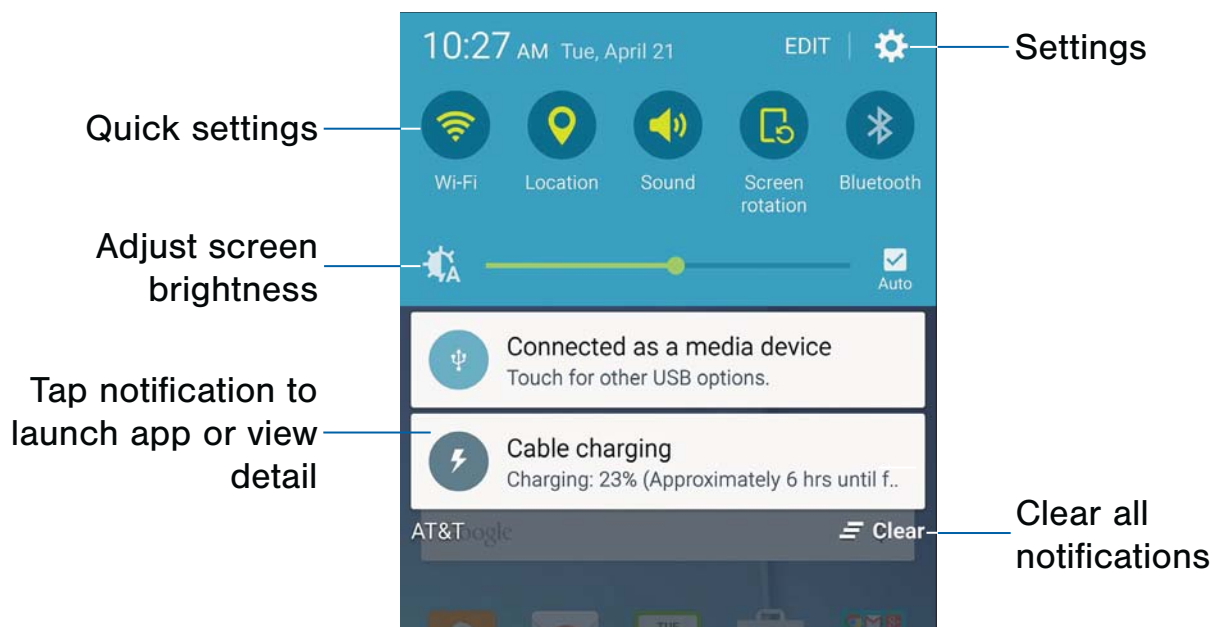 10:27 AM Tue, April 21 EDIT
Settings
Quick settings
Wi-Fi Location Sound Screen rotation Bluetooth
Adjust screen
brightness
Auto
Connected as a media device
Touch for other USB options.
Tap notification to
launch app or view
detail
Cable charging
Charging: 23% (Approximately 6 hrs until f..
AT&T
Google
Clear
Clear all
notifications
TUE